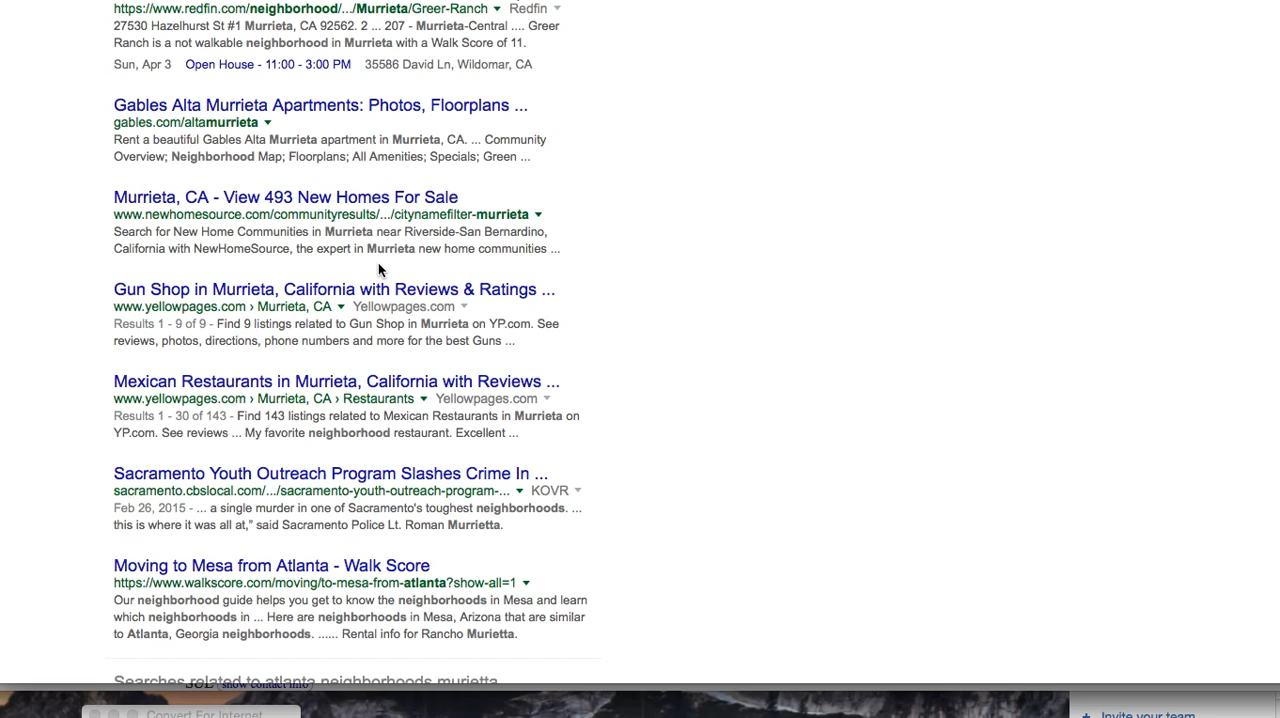 https://www.redfin.com/neighborhood/.../Murrieta/Greer-Ranch ▼ Redfin ▼
27530 Hazelhurst St #1 Murrieta, CA 92562. 2 ... 207 - Murrieta-Central .... Greer
Ranch is a not walkable neighborhood in Murrieta with a Walk Score of 11.
Sun, Apr 3 Open House - 11:00 - 3:00 PM 35586 David Ln, Wildomar, CA
Gables Alta Murrieta Apartments: Photos, Floorplans ...
gables.com/altamurrieta ▼
Rent a beautiful Gables Alta Murrieta apartment in Murrieta, CA. ... Community
Overview; Neighborhood Map; Floorplans; All Amenities; Specials; Green ...
Murrieta, CA - View 493 New Homes For Sale
www.newhomesource.com/communityresults/.../citynamefilter-murrieta ▼
Search for New Home Communities in Murrieta near Riverside-San Bernardino,
California with NewHomeSource, the expert in Murrieta new home communities ...
Gun Shop in Murrieta, California with Reviews & Ratings ...
www.yellowpages.com › Murrieta, CA ▼ Yellowpages.com ▼
Results 1 - 9 of 9 - Find 9 listings related to Gun Shop in Murrieta on YP.com. See
reviews, photos, directions, phone numbers and more for the best Guns ...
Mexican Restaurants in Murrieta, California with Reviews ...
www.yellowpages.com › Murrieta, CA › Restaurants ▼ Yellowpages.com ▼
Results 1 - 30 of 143 - Find 143 listings related to Mexican Restaurants in Murrieta on
YP.com. See reviews ... My favorite neighborhood restaurant. Excellent ...
Sacramento Youth Outreach Program Slashes Crime In ...
sacramento.cbslocal.com/.../sacramento-youth-outreach-program-... ▼ KOVR ▼
Feb 26, 2015 - ... a single murder in one of Sacramento's toughest neighborhoods. ...
this is where it was all at," said Sacramento Police Lt. Roman Murrietta.
Moving to Mesa from Atlanta - Walk Score
https://www.walkscore.com/moving/to-mesa-from-atlanta?show-all=1 ▼
Our neighborhood guide helps you get to know the neighborhoods in Mesa and learn
which neighborhoods in ... Here are neighborhoods in Mesa, Arizona that are similar
to Atlanta, Georgia neighborhoods. ...... Rental info for Rancho Murietta.
Searches related to atlanta neighborhoods murietta
(show contact info)
Convert For Internet
+ Invite your team